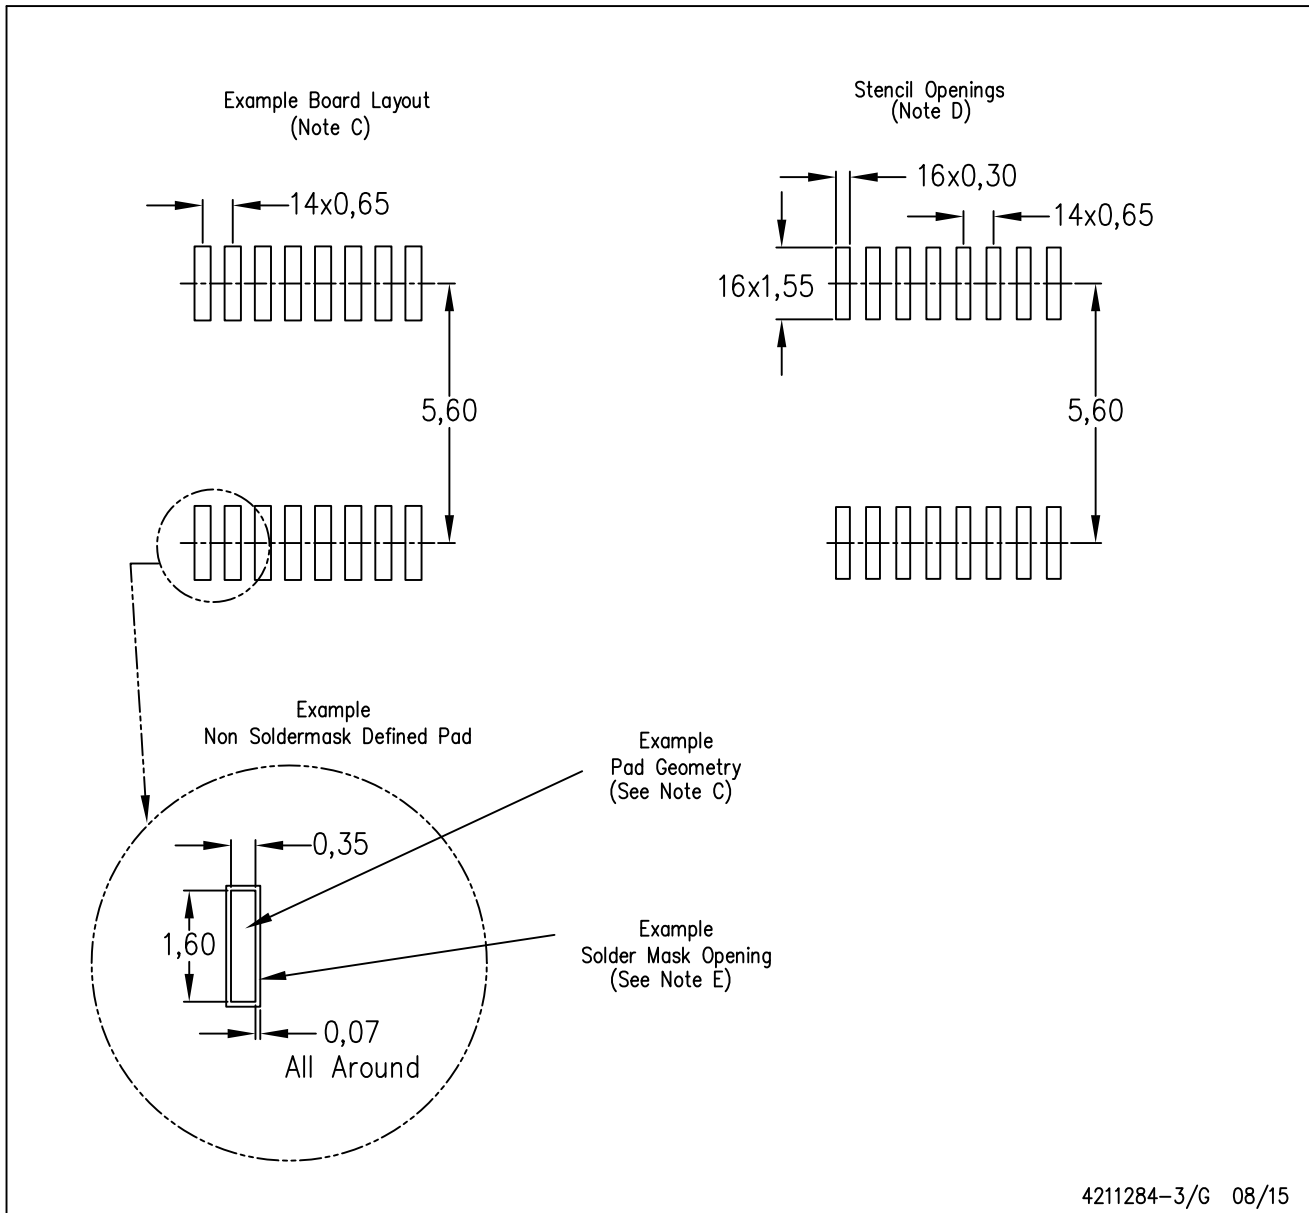 Example Board Layout
(Note C)
14x0,65
5,60
Stencil Openings
(Note D)
16x0,30
14x0,65
16x1,55
5,60
Example
Non Soldermask Defined Pad
0,35
1,60
0,07
All Around
Example
Pad Geometry
(See Note C)
Example
Solder Mask Opening
(See Note E)
4211284-3/G 08/15